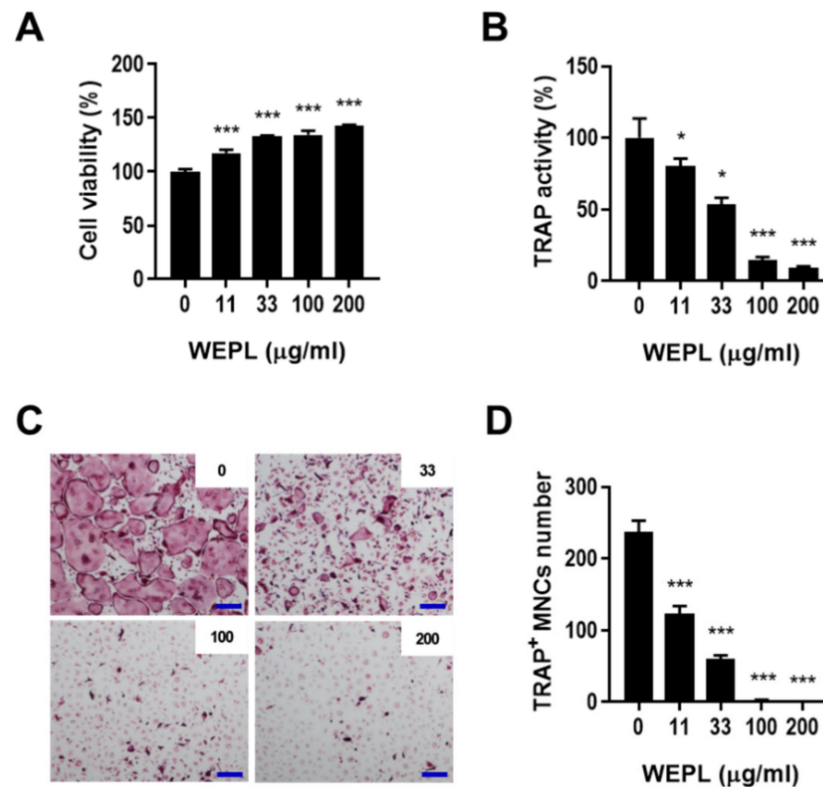 A
Cell viability (%)
200
150
100
50
0
***
***
***
***
0 11 33 100 200
WEPL (μg/ml)
B
TRAP activity (%)
150
100
50
0
*
*
***
***
0 11 33 100 200
WEPL (μg/ml)
C
0
33
100
200
D
TRAP⁺ MNCs number
300
200
100
0
***
***
***
***
0 11 33 100 200
WEPL (μg/ml)